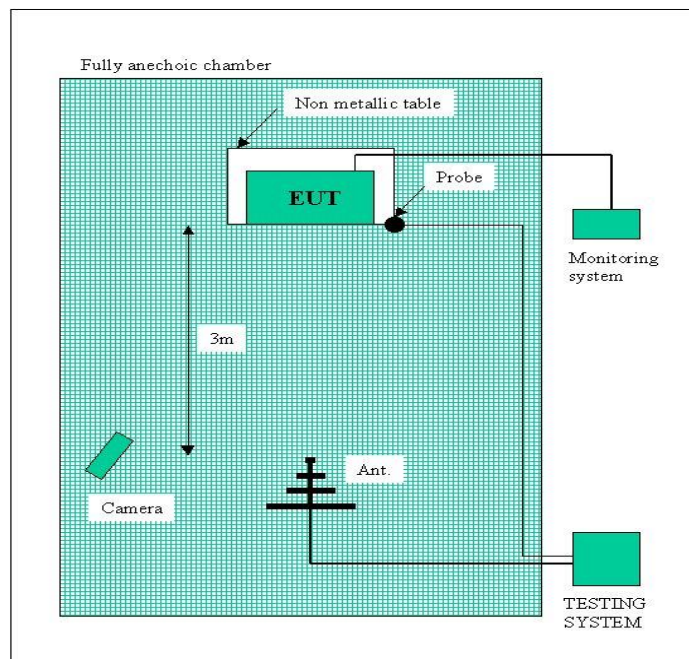 Fully anechoic chamber
Non metallic table
Probe
EUT
Monitoring
system
3m
Ant.
Camera
TESTING
SYSTEM